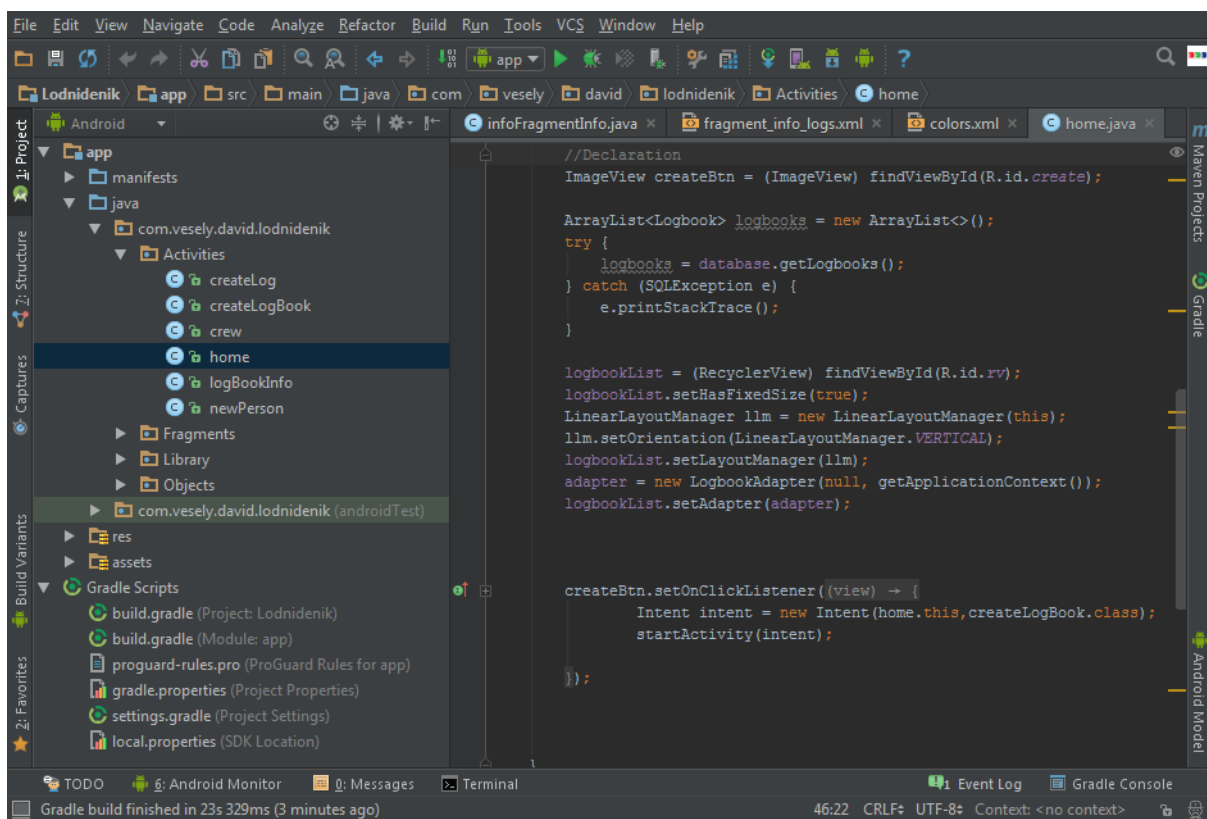 File Edit View Navigate Code Analyze Refactor Build Run Tools VCS Window Help
app
Lodnidenik app src main java com vesely david lodnidenik Activities home
Android
infoFragmentInfo.java fragment_info_logs.xml colors.xml home.java
1: Project
7: Structure
Captures
Build Variants
2: Favorites
app
manifests
java
com.vesely.david.lodnidenik
Activities
createLog
createLogBook
crew
home
logBookInfo
newPerson
Fragments
Library
Objects
com.vesely.david.lodnidenik (androidTest)
res
assets
Gradle Scripts
build.gradle (Project: Lodnidenik)
build.gradle (Module: app)
proguard-rules.pro (ProGuard Rules for app)
gradle.properties (Project Properties)
settings.gradle (Project Settings)
local.properties (SDK Location)
//Declaration
ImageView createBtn = (ImageView) findViewById(R.id.create);
ArrayList<Logbook> logbooks = new ArrayList<>();
try {
logbooks = database.getLogbooks();
} catch (SQLException e) {
e.printStackTrace();
}
logbookList = (RecyclerView) findViewById(R.id.rv);
logbookList.setHasFixedSize(true);
LinearLayoutManager llm = new LinearLayoutManager(this);
llm.setOrientation(LinearLayoutManager.VERTICAL);
logbookList.setLayoutManager(llm);
adapter = new LogbookAdapter(null, getApplicationContext());
logbookList.setAdapter(adapter);
createBtn.setOnClickListener((view) → {
Intent intent = new Intent(home.this,createLogBook.class);
startActivity(intent);
});
}
Maven Projects
Gradle
Android Model
TODO 6: Android Monitor 0: Messages Terminal 1 Event Log Gradle Console
Gradle build finished in 23s 329ms (3 minutes ago) 46:22 CRLF UTF-8 Context: <no context>